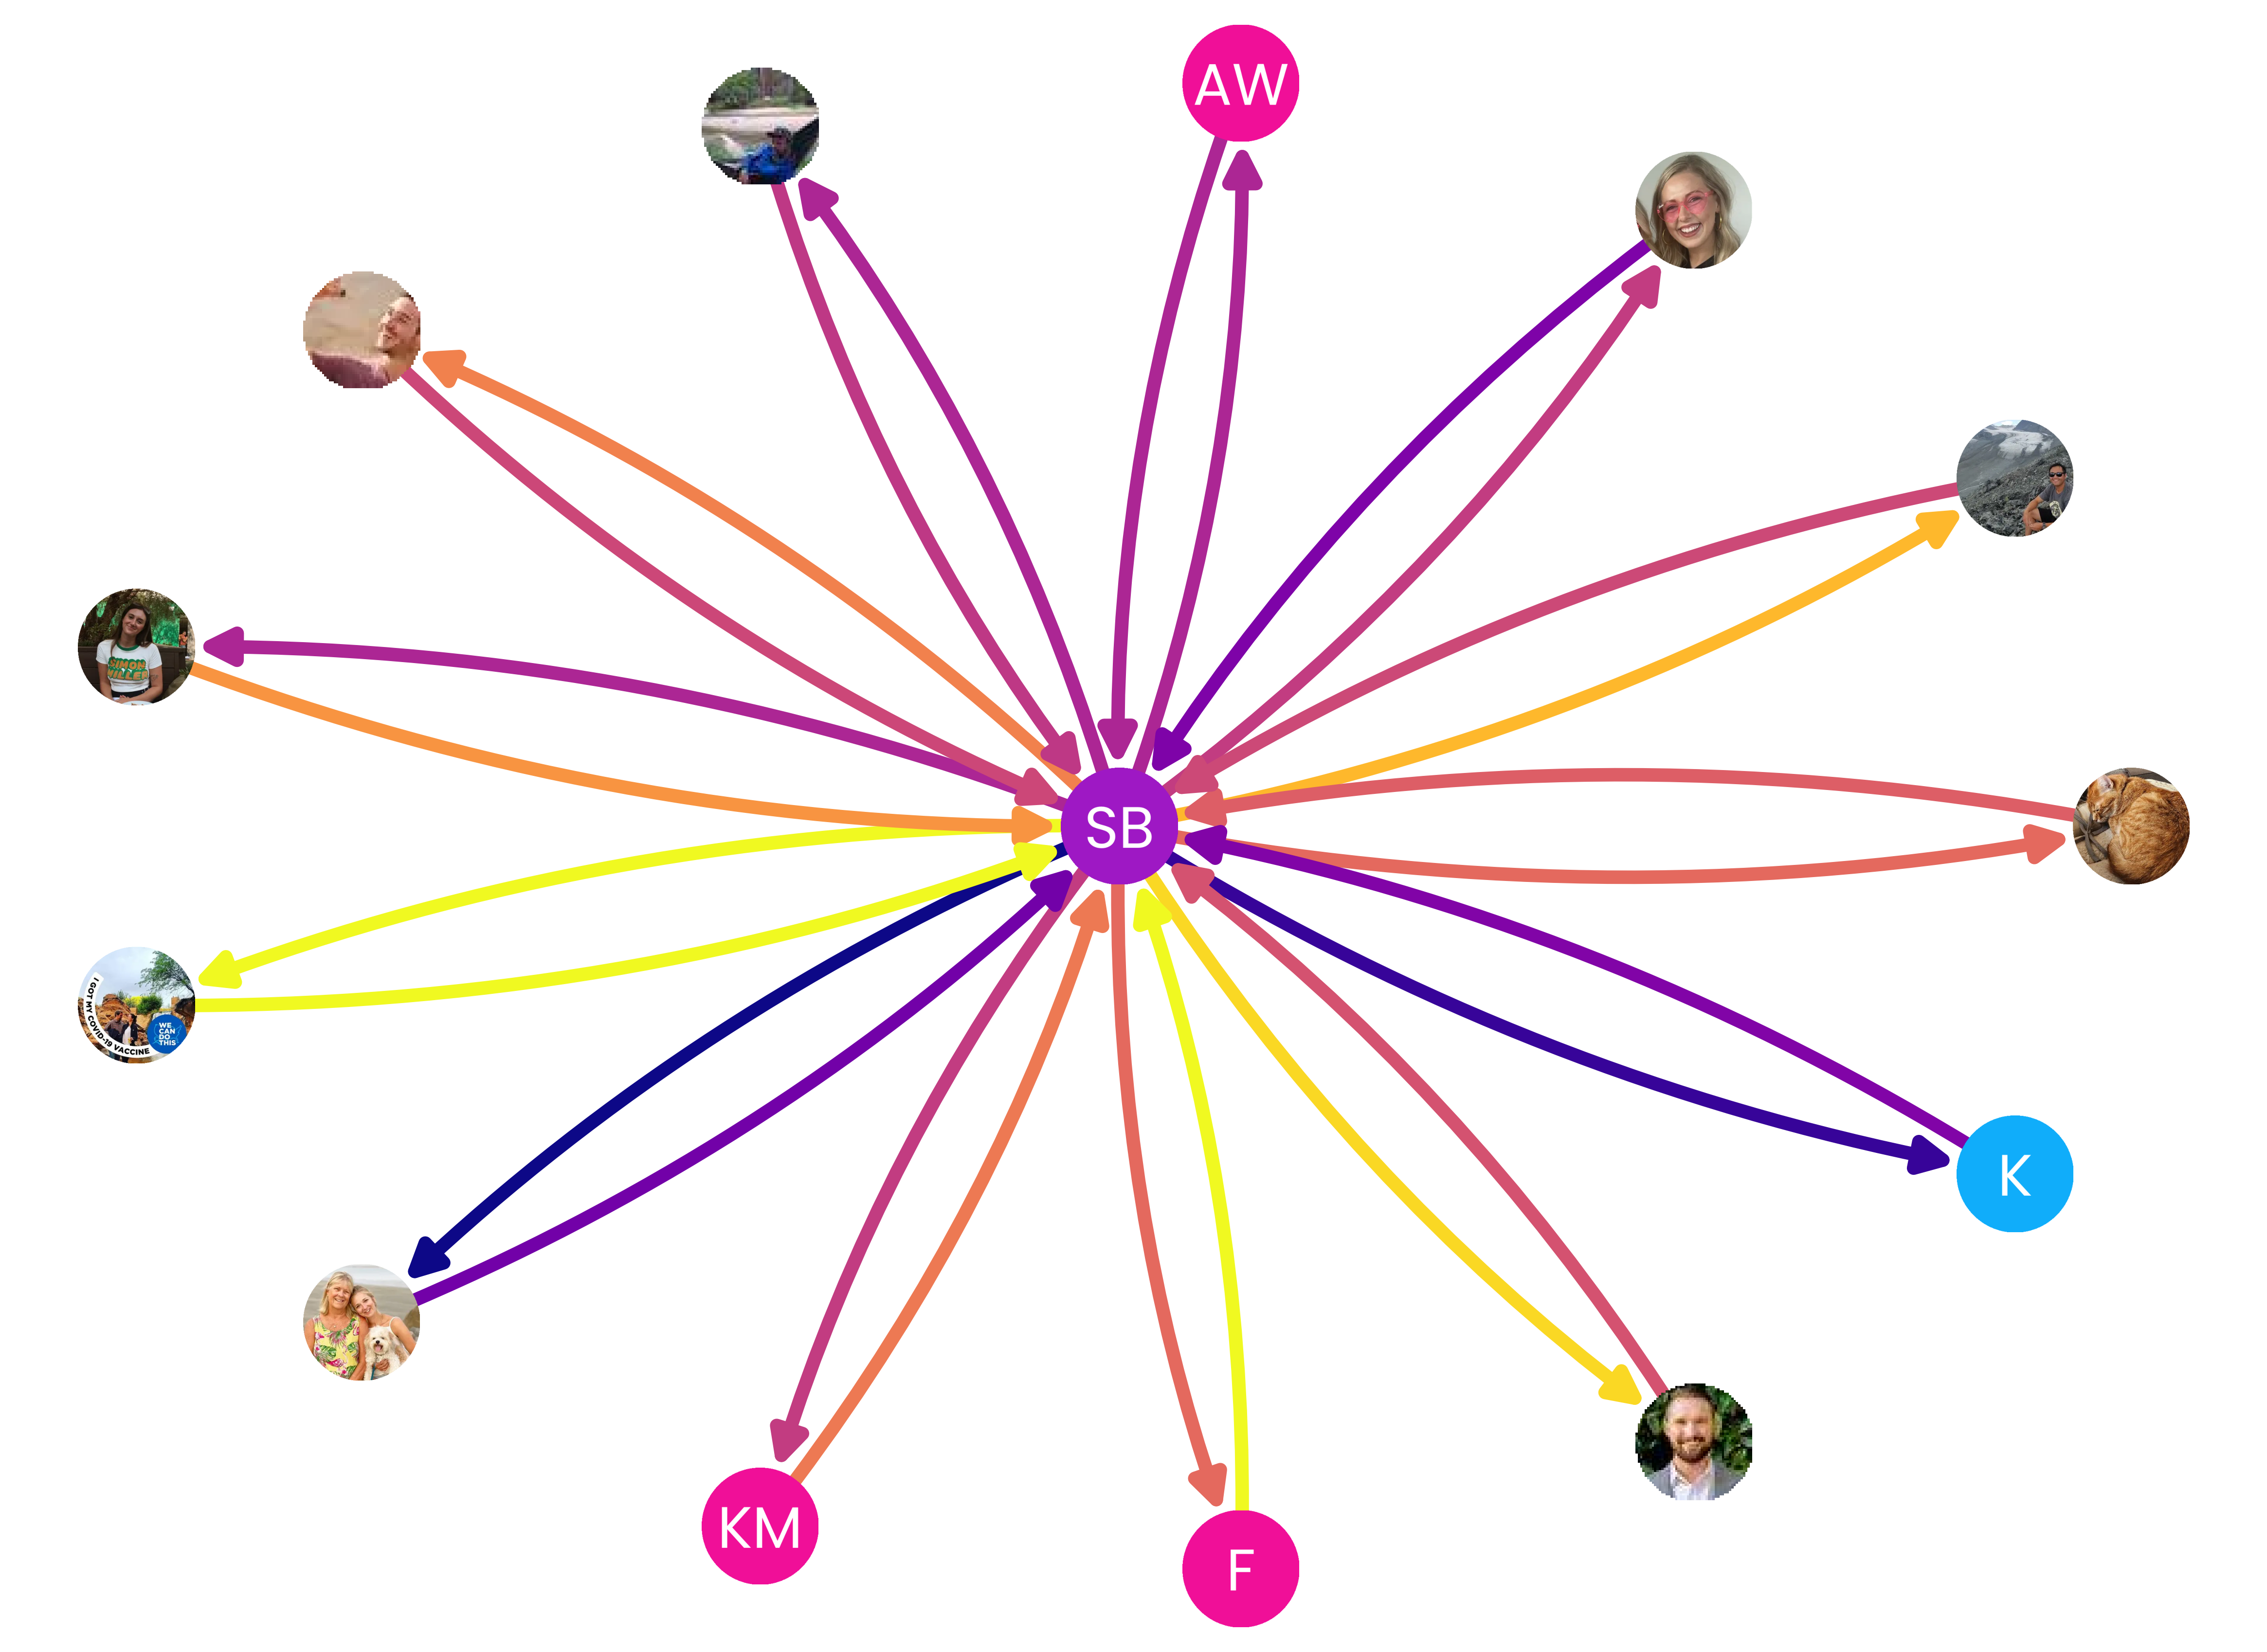 AW
SIMON
MILLER
SB
I GOT MY COVID-19 VACCINE
WE
CAN
DO
THIS
K
KM
F